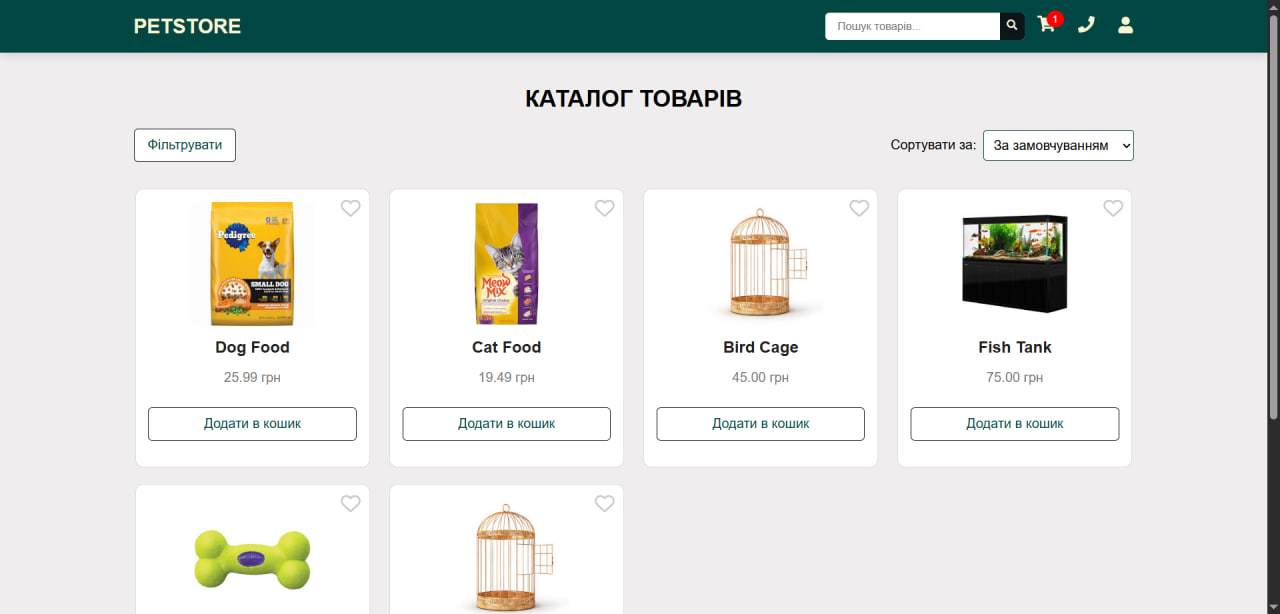 PETSTORE
Пошук товарів...
1
КАТАЛОГ ТОВАРІВ
Фільтрувати
Сортувати за:
За замовчуванням
Pedigree
SMALL DOG
Meow Mix
Dog Food
Cat Food
Bird Cage
Fish Tank
25.99 грн
19.49 грн
45.00 грн
75.00 грн
Додати в кошик
Додати в кошик
Додати в кошик
Додати в кошик